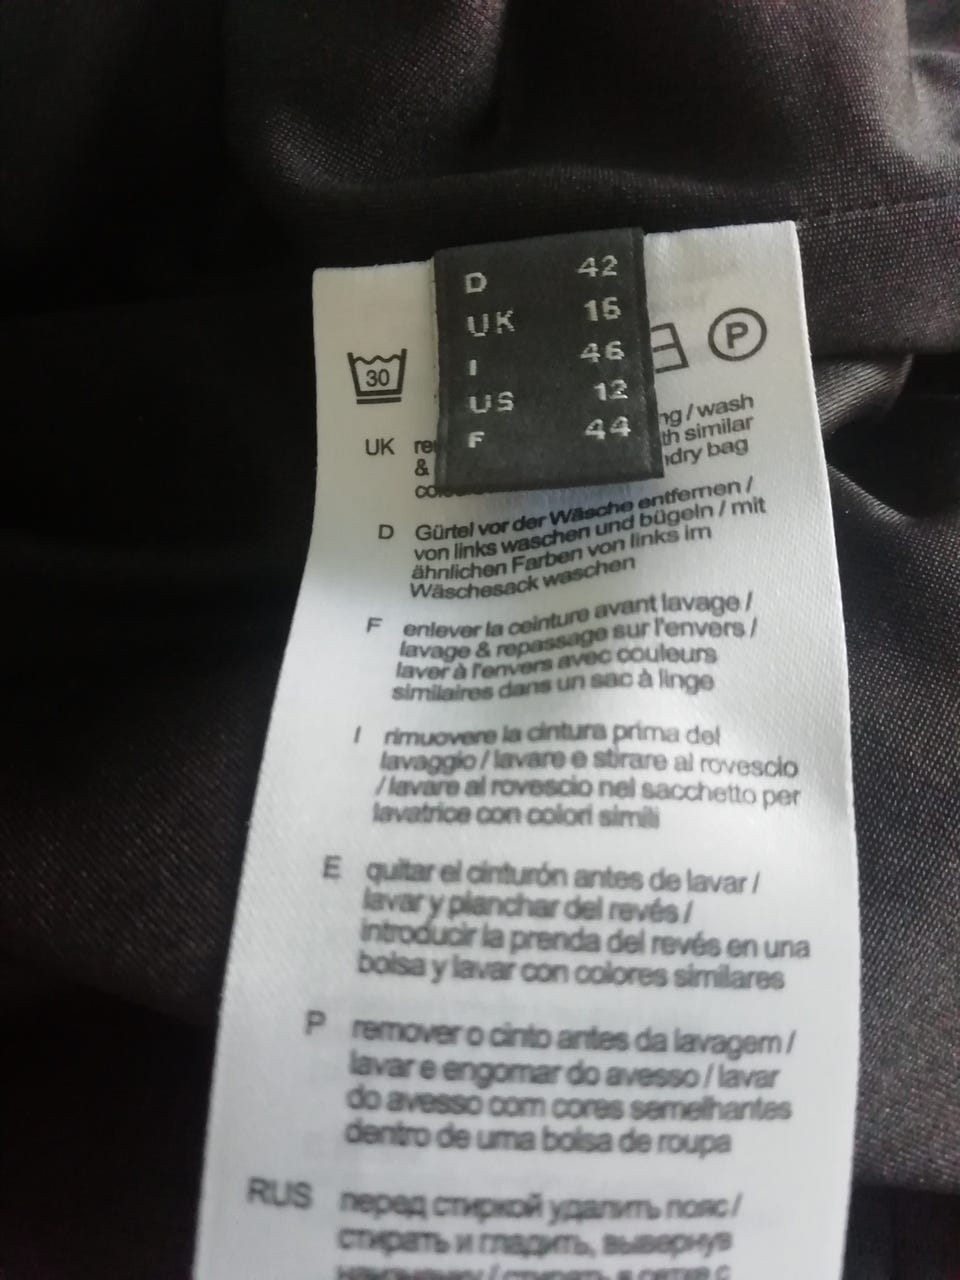 D 42
UK 16
I 46
US 12
F 44
30
P
UK
ng / wash
& th similar
dry bag
D Gürtel vor der Wäsche entfernen /
von links waschen und bügeln / mit
ähnlichen Farben von links im
Wäschesack waschen
F enlever la ceinture avant lavage /
lavage & repassage sur l'envers /
laver à l'envers avec couleurs
similaires dans un sac à linge
I rimuovere la cintura prima del
lavaggio / lavare e stirare al rovescio
/ lavare al rovescio nel sacchetto per
lavatrice con colori simili
E quitar el cinturón antes de lavar /
lavar y planchar del revés /
introducir la prenda del revés en una
bolsa y lavar con colores similares
P remover o cinto antes da lavagem /
lavar e engomar do avesso / lavar
do avesso com cores semelhantes
dentro de uma bolsa de roupa
RUS перед стиркой удалить пояс /
стирать и гладить, вывернув